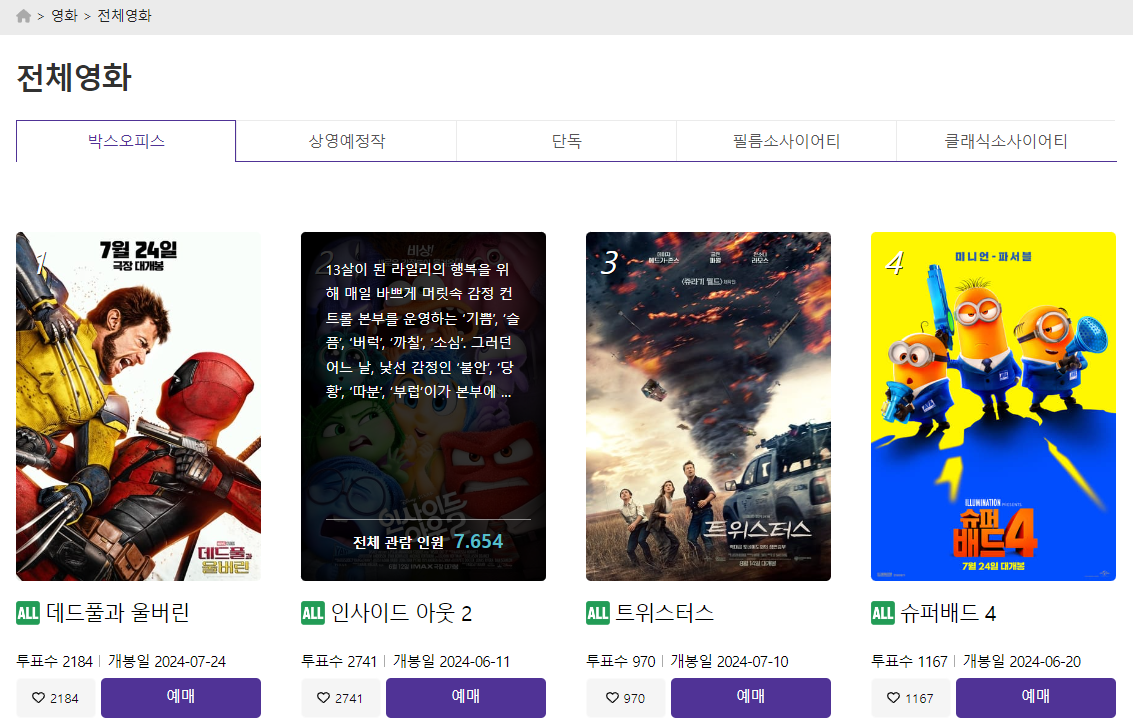 > 영화 > 전체영화
전체영화
박스오피스
상영예정작
단독
필름소사이어티
클래식소사이어티
1
7월 24일
극장 대개봉
데드풀과
울버린
2
비상!
13살이 된 라일리의 행복을 위
해 매일 바쁘게 머릿속 감정 컨
트롤 본부를 운영하는 ‘기쁨’, ‘슬
픔’, ‘버럭’, ‘까칠’, ‘소심’. 그러던
어느 날, 낯선 감정인 ‘불안’, ‘당
황’, ‘따분’, ‘부럽’이가 본부에 ...
전체 관람 인원 7.654
3
트위스터스
4
미니언-파서블
ILLUMINATION PRESENTS
슈퍼
배드4
7월 24일 대개봉
ALL 데드풀과 울버린
투표수 2184 | 개봉일 2024-07-24
2184
예매
ALL 인사이드 아웃 2
투표수 2741 | 개봉일 2024-06-11
2741
예매
ALL 트위스터스
투표수 970 | 개봉일 2024-07-10
970
예매
ALL 슈퍼배드 4
투표수 1167 | 개봉일 2024-06-20
1167
예매